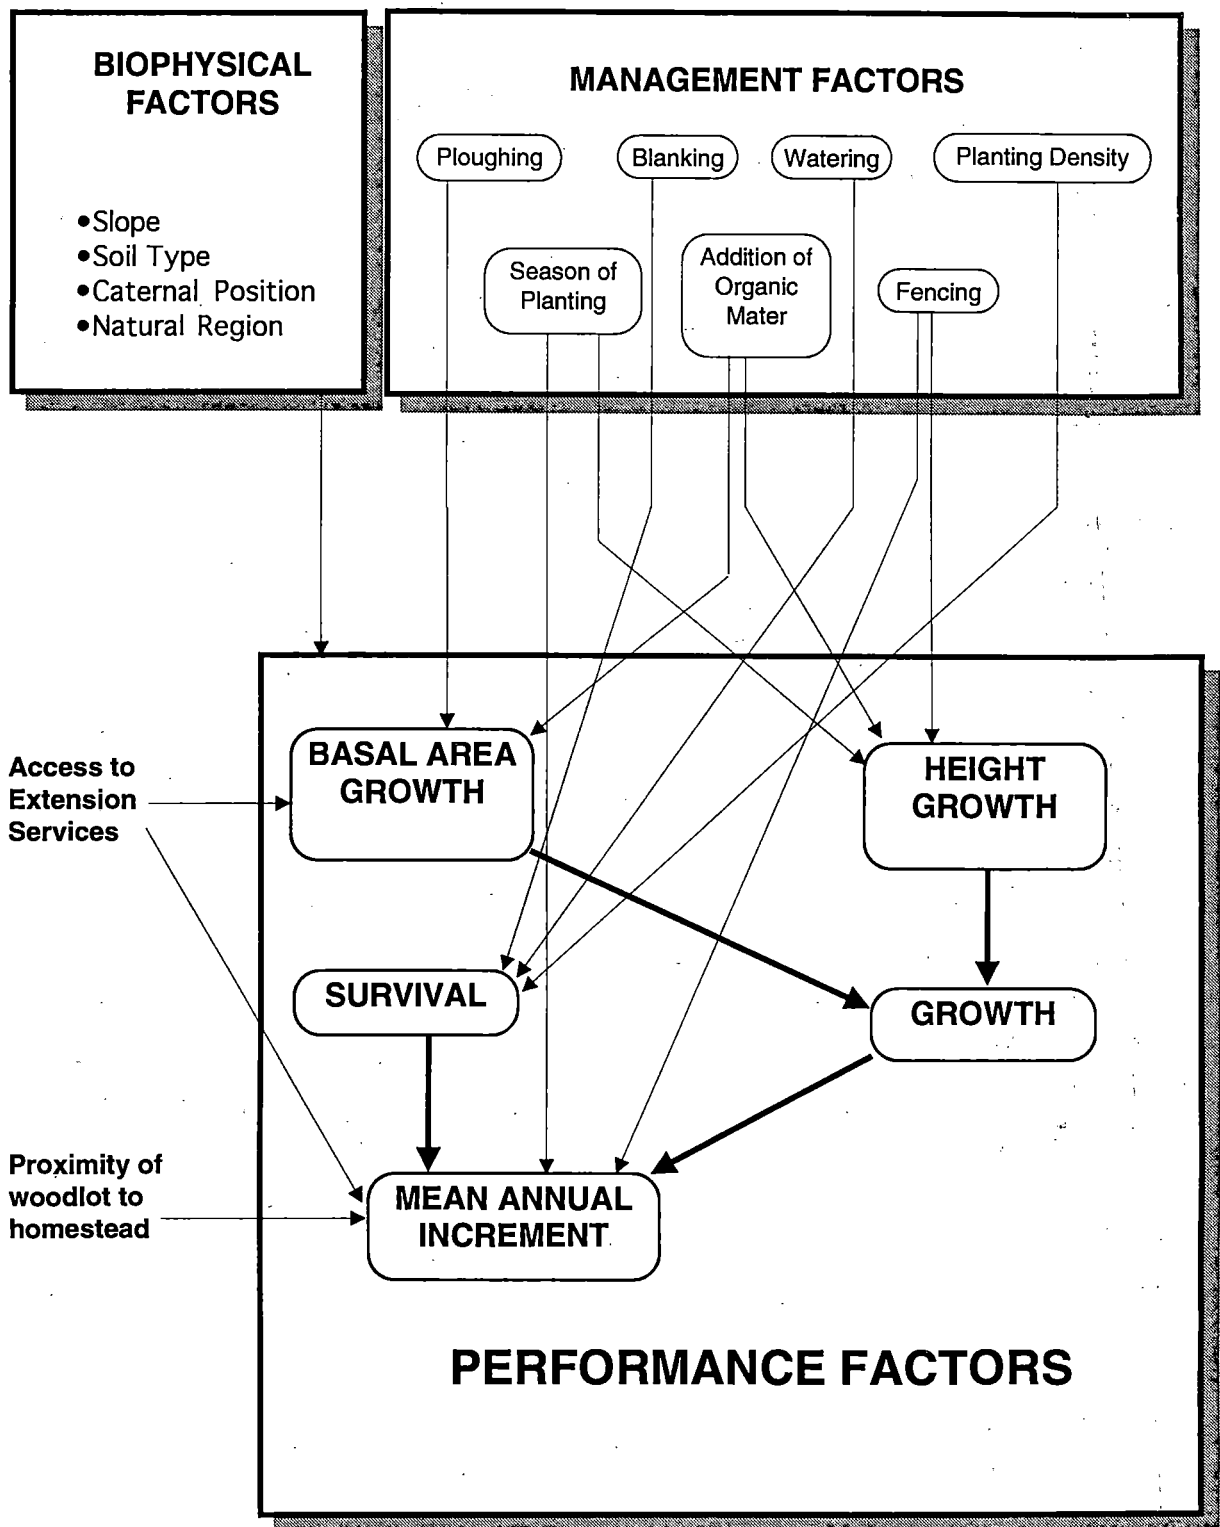 BIOPHYSICAL
FACTORS
•Slope
•Soil Type
•Caternal Position
•Natural Region
MANAGEMENT FACTORS
Ploughing
Blanking
Watering
Planting Density
Season of
Planting
Addition of
Organic
Mater
Fencing
Access to
Extension
Services
BASAL AREA
GROWTH
HEIGHT
GROWTH
SURVIVAL
GROWTH
Proximity of
woodlot to
homestead
MEAN ANNUAL
INCREMENT
PERFORMANCE FACTORS